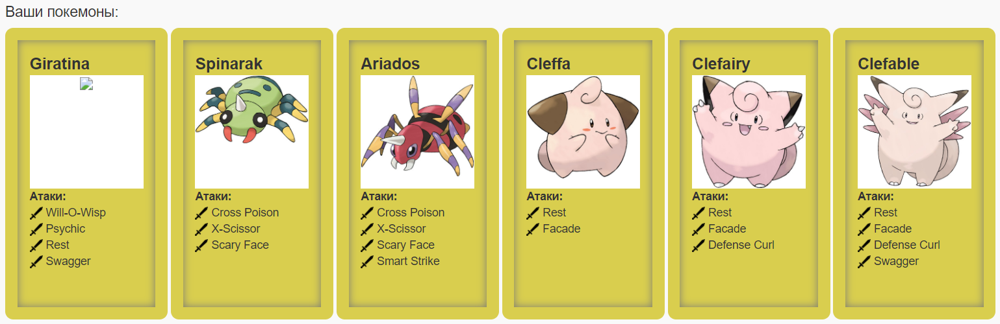 Ваши покемоны:
Giratina
Атаки:
Will-O-Wisp
Psychic
Rest
Swagger
Spinarak
Атаки:
Cross Poison
X-Scissor
Scary Face
Ariados
Атаки:
Cross Poison
X-Scissor
Scary Face
Smart Strike
Cleffa
Атаки:
Rest
Facade
Clefairy
Атаки:
Rest
Facade
Defense Curl
Clefable
Атаки:
Rest
Facade
Defense Curl
Swagger